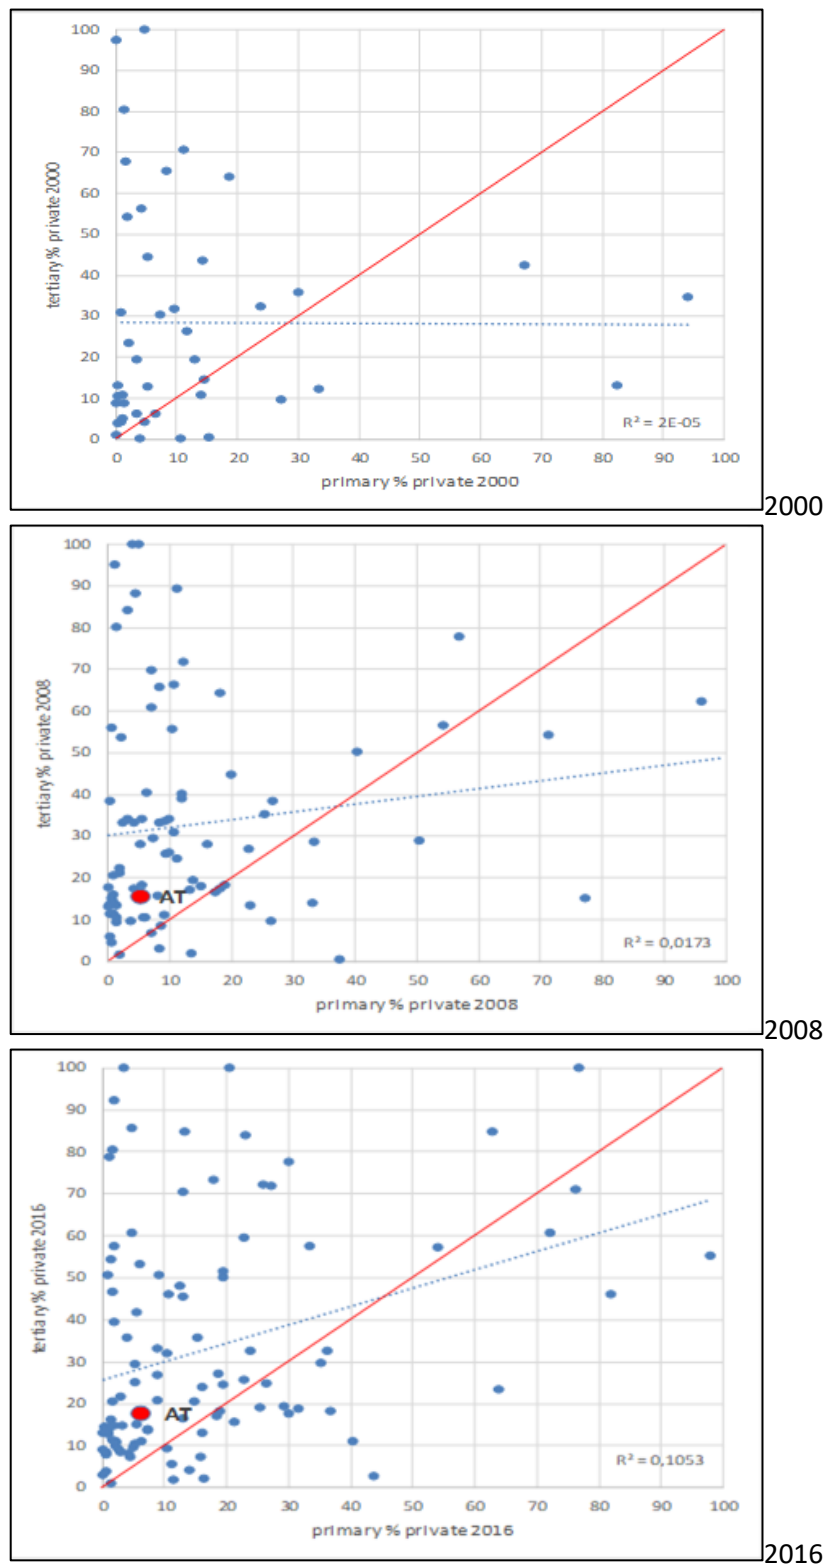 100
90
80
70
60
50
40
30
20
10
0
tertiary % private 2000
0 10 20 30 40 50 60 70 80 90 100
R² = 2E-05
primary % private 2000
2000
100
90
80
70
60
50
40
30
20
10
0
tertiary % private 2008
AT
0 10 20 30 40 50 60 70 80 90 100
R² = 0,0173
primary % private 2008
2008
100
90
80
70
60
50
40
30
20
10
0
tertiary % private 2016
AT
0 10 20 30 40 50 60 70 80 90 100
R² = 0,1053
primary % private 2016
2016